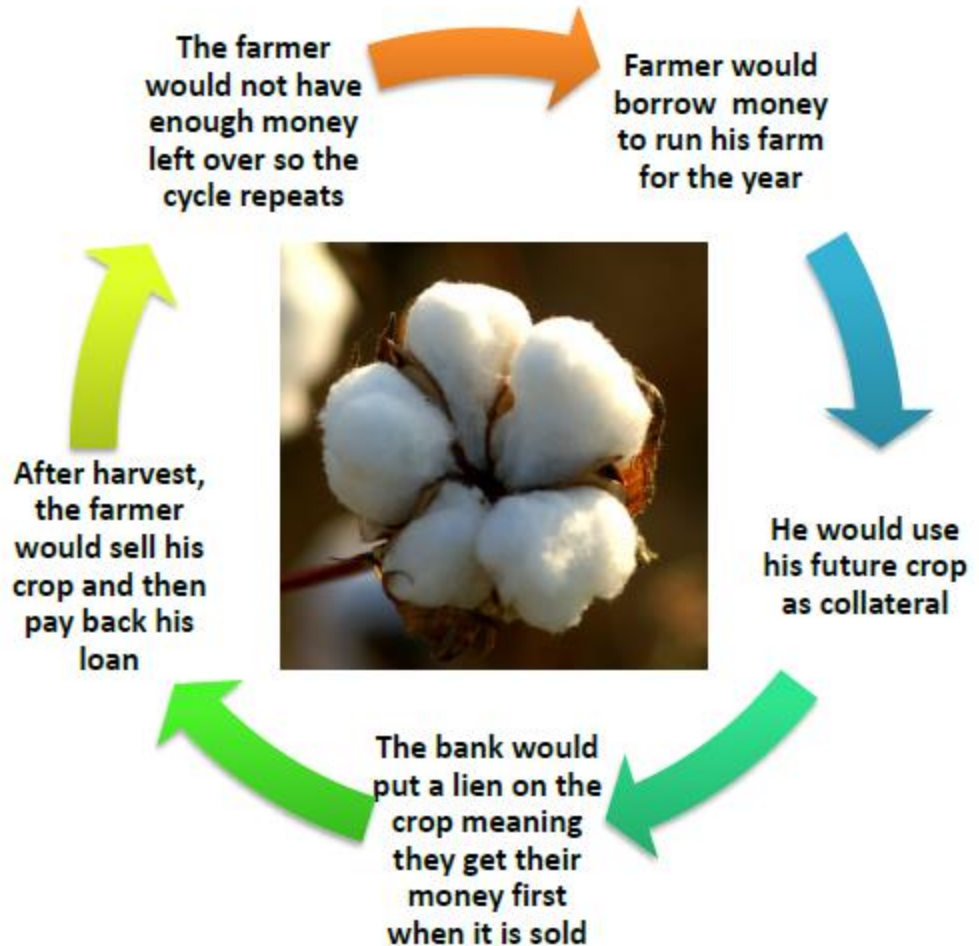 The farmer
would not have
enough money
left over so the
cycle repeats
Farmer would
borrow money
to run his farm
for the year
He would use
his future crop
as collateral
The bank would
put a lien on the
crop meaning
they get their
money first
when it is sold
After harvest,
the farmer
would sell his
crop and then
pay back his
loan